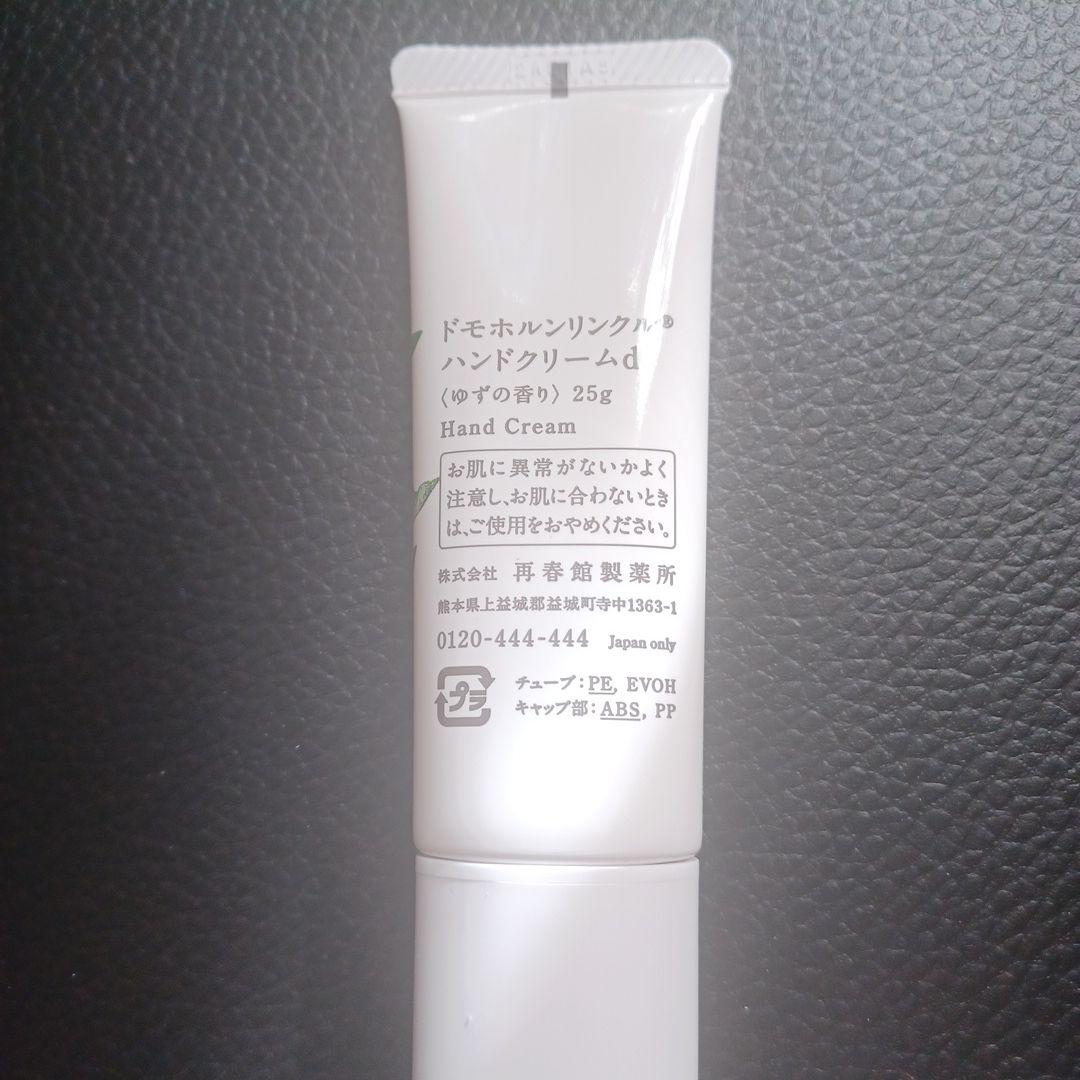 ドモホルンリンクル®
ハンドクリームd
〈ゆずの香り〉 25g
Hand Cream
お肌に異常がないかよく
注意し、お肌に合わないとき
は、ご使用をおやめください。
株式会社 再春館製薬所
熊本県上益城郡益城町寺中1363-1
0120-444-444 Japan only
プラ
チューブ：PE, EVOH
キャップ部：ABS, PP